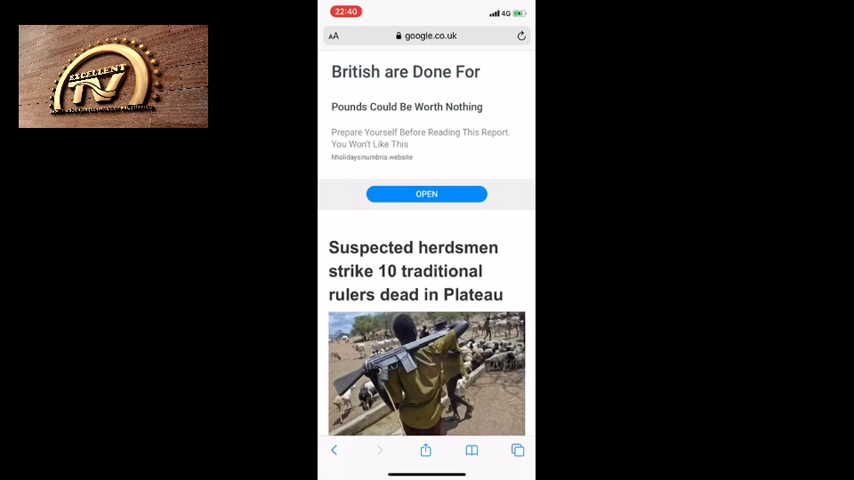 EXCELLENT
TV
22:40
4G
AA
google.co.uk
British are Done For
Pounds Could Be Worth Nothing
Prepare Yourself Before Reading This Report.
You Won't Like This
hholidaysinumbria.website
OPEN
Suspected herdsmen
strike 10 traditional
rulers dead in Plateau